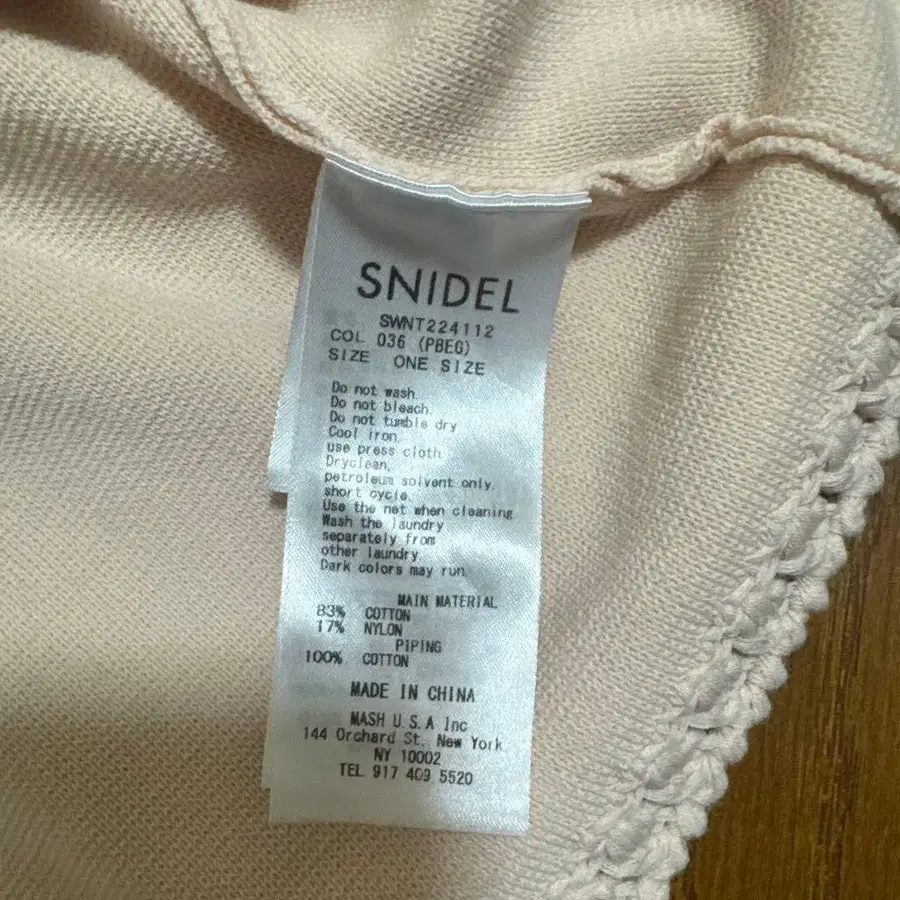 SNIDEL
SWNT224112
COL 036 (PBEG)
SIZE ONE SIZE
Do not wash.
Do not bleach.
Do not tumble dry
Cool iron.
use press cloth
Dryclean,
petroleum solvent only.
short cycle.
Use the net when cleaning.
Wash the laundry
separately from
other laundry.
Dark colors may run.
MAIN MATERIAL
83% COTTON
17% NYLON
PIPING
100% COTTON
MADE IN CHINA
MASH U.S.A Inc
144 Orchard St. New York,
NY 10002
TEL 917 409 5520